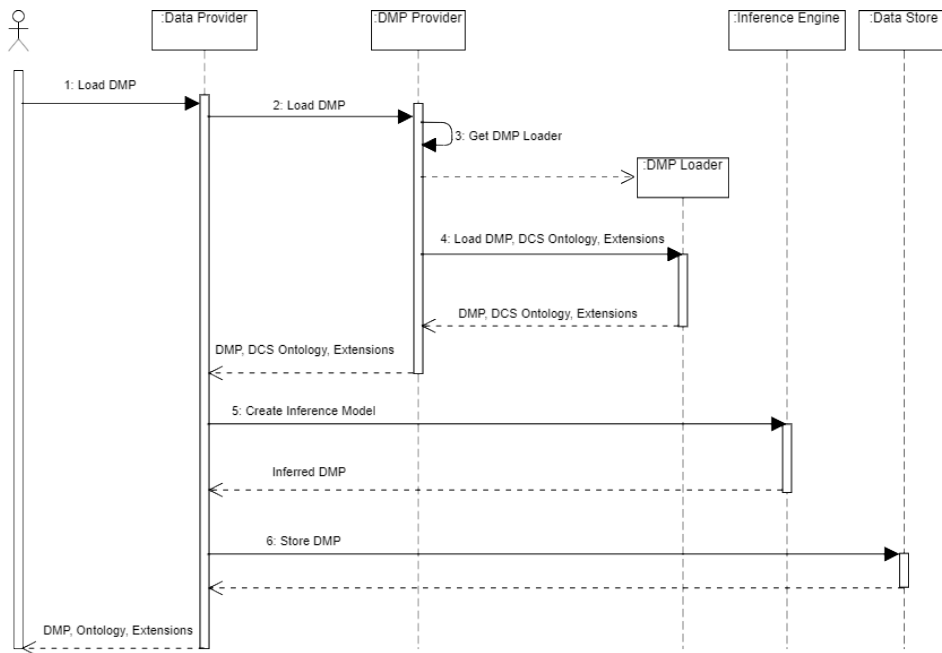 :Data Provider
:DMP Provider
:Inference Engine
:Data Store
1: Load DMP
2: Load DMP
3: Get DMP Loader
:DMP Loader
4: Load DMP, DCS Ontology, Extensions
DMP, DCS Ontology, Extensions
DMP, DCS Ontology, Extensions
5: Create Inference Model
Inferred DMP
6: Store DMP
DMP, Ontology, Extensions